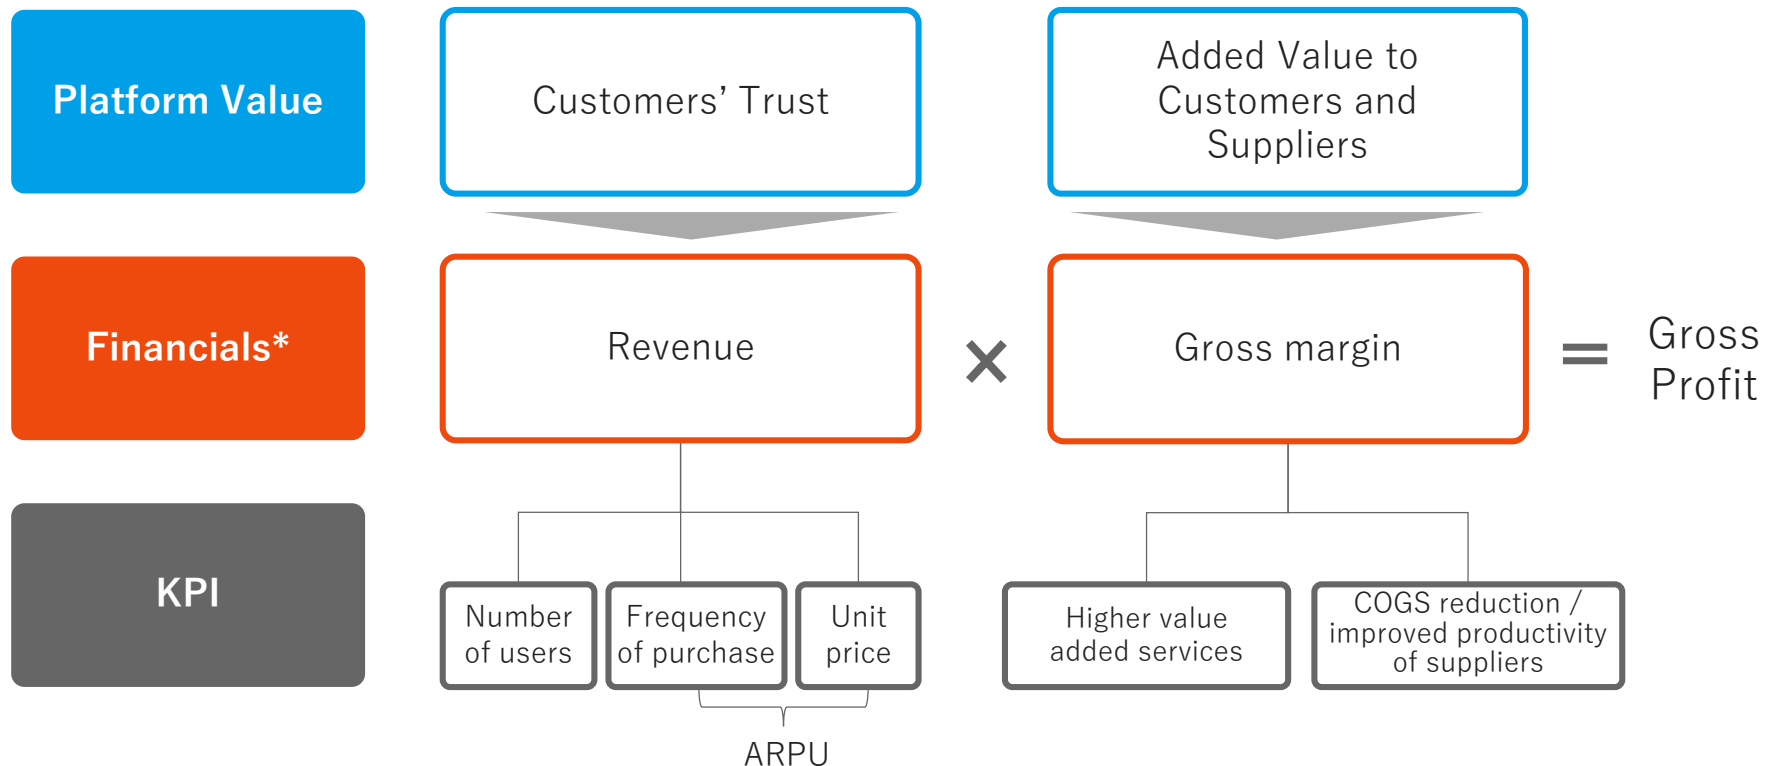 Platform Value
Customers’ Trust
Added Value to
Customers and
Suppliers
Financials*
Revenue
×
Gross margin
=
Gross
Profit
KPI
Number
of users
Frequency
of purchase
Unit
price
Higher value
added services
COGS reduction /
improved productivity
of suppliers
ARPU